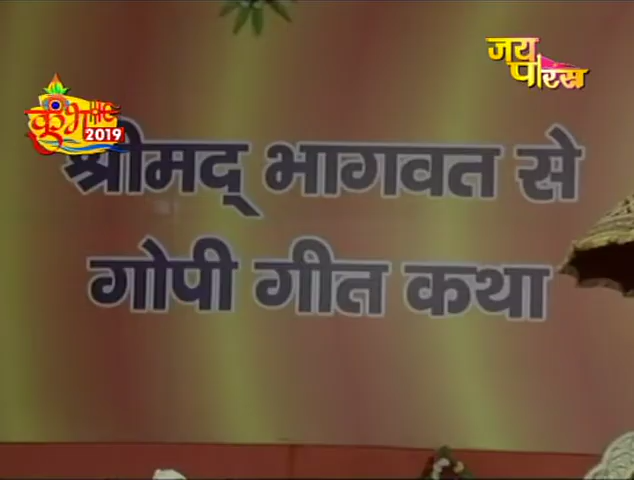 जय
पारस
कुंभ
2019
श्रीमद् भागवत से
गोपी गीत कथा